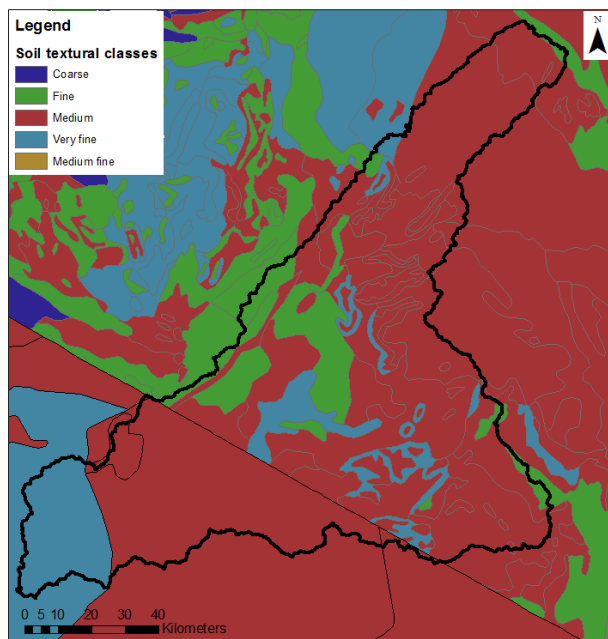 Legend
N
Soil textural classes
Coarse
Fine
Medium
Very fine
Medium fine
0 5 10 20 30 40
Kilometers